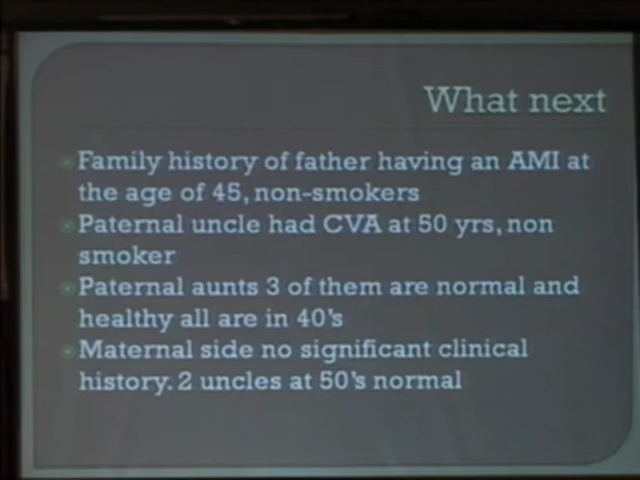 What next
Family history of father having an AMI at
the age of 45, non-smokers
Paternal uncle had CVA at 50 yrs, non
smoker
Paternal aunts 3 of them are normal and
healthy all are in 40's
Maternal side no significant clinical
history. 2 uncles at 50's normal